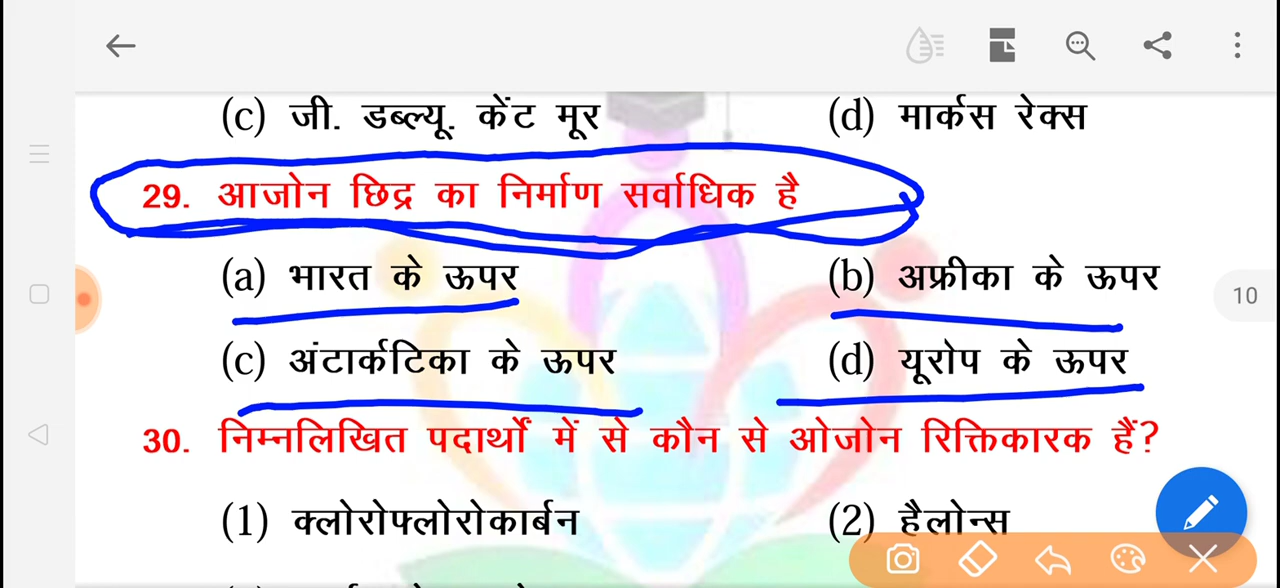 (c) जी. डब्ल्यू. केंट मूर (d) मार्कस रेक्स
29. आजोन छिद्र का निर्माण सर्वाधिक है
(a) भारत के ऊपर (b) अफ्रीका के ऊपर
10
(c) अंटार्कटिका के ऊपर (d) यूरोप के ऊपर
30. निम्नलिखित पदार्थों में से कौन से ओजोन रिक्तिकारक हैं?
(1) क्लोरोफ्लोरोकार्बन (2) हैलोन्स